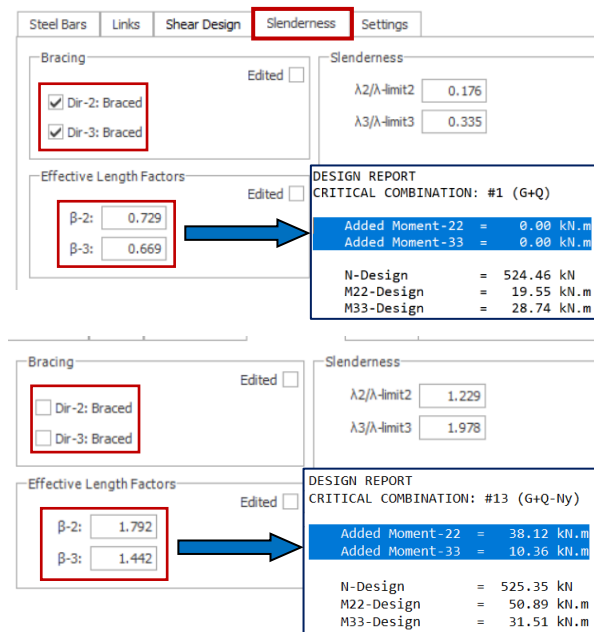 Steel Bars Links Shear Design Slenderness Settings
Bracing
Edited
Dir-2: Braced
Dir-3: Braced
Slenderness
λ2/λ-limit2 0.176
λ3/λ-limit3 0.335
Effective Length Factors
Edited
β-2: 0.729
β-3: 0.669
DESIGN REPORT
CRITICAL COMBINATION: #1 (G+Q)
Added Moment-22 = 0.00 kN.m
Added Moment-33 = 0.00 kN.m
N-Design = 524.46 kN
M22-Design = 19.55 kN.m
M33-Design = 28.74 kN.m
Bracing
Edited
Dir-2: Braced
Dir-3: Braced
Slenderness
λ2/λ-limit2 1.229
λ3/λ-limit3 1.978
Effective Length Factors
Edited
β-2: 1.792
β-3: 1.442
DESIGN REPORT
CRITICAL COMBINATION: #13 (G+Q-Ny)
Added Moment-22 = 38.12 kN.m
Added Moment-33 = 10.36 kN.m
N-Design = 525.35 kN
M22-Design = 50.89 kN.m
M33-Design = 31.51 kN.m